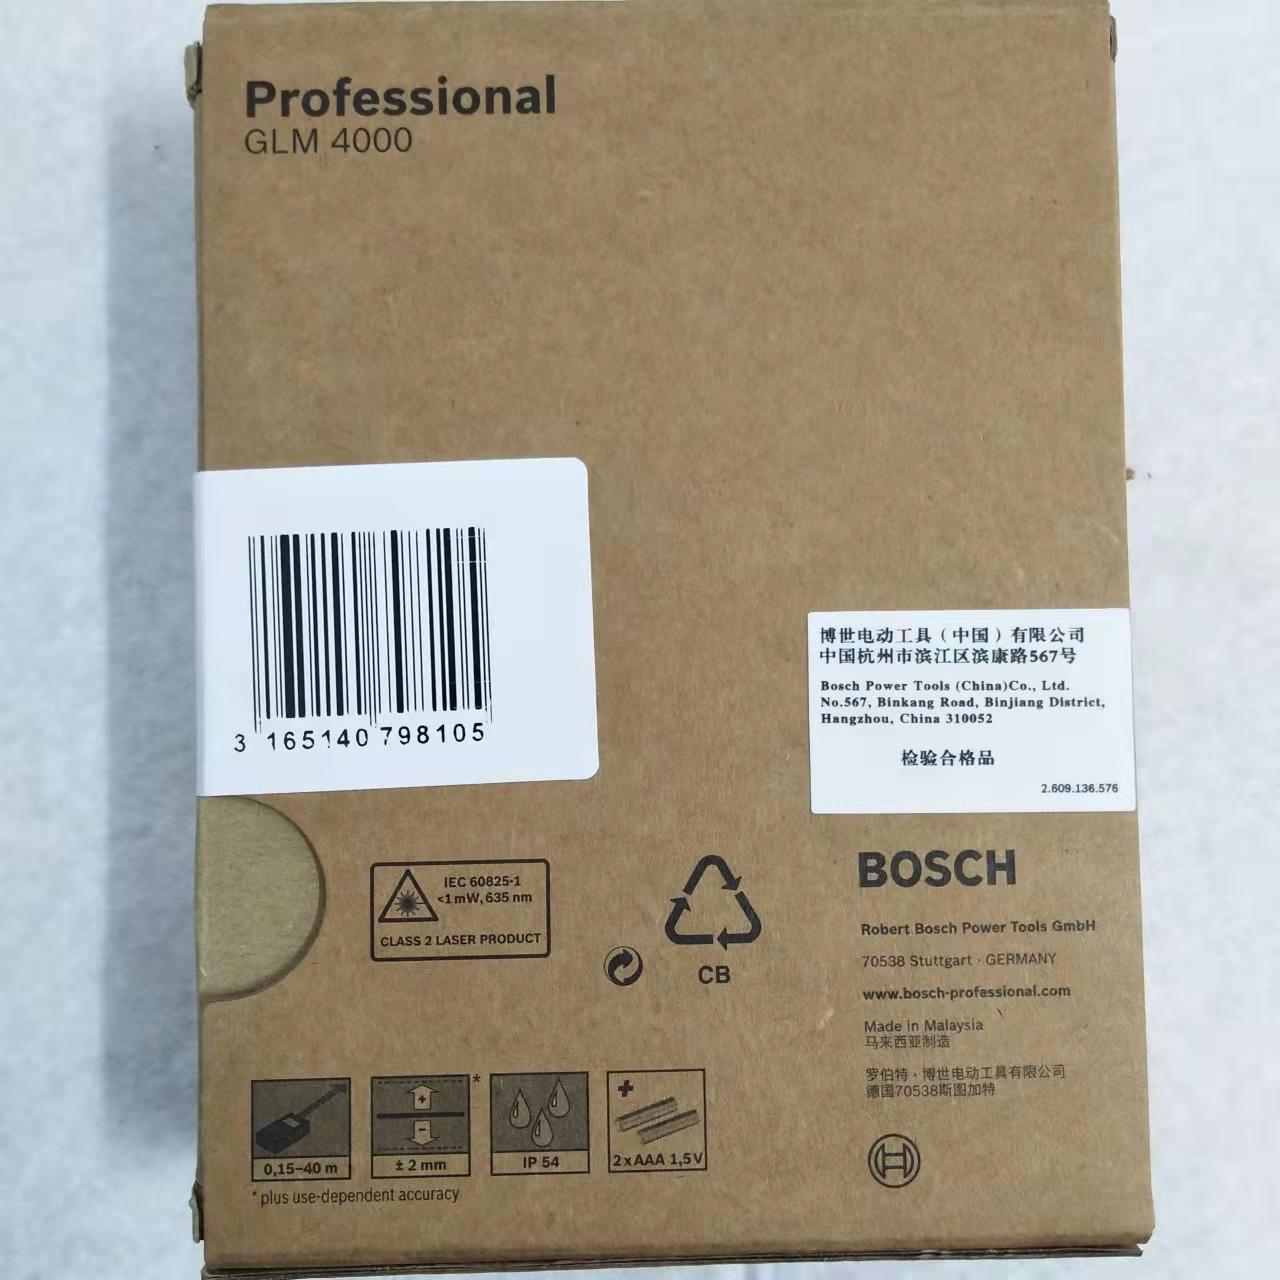 Professional
GLM 4000
3 165140 798105
博世电动工具（中国）有限公司
中国杭州市滨江区滨康路567号
Bosch Power Tools (China)Co., Ltd.
No.567, Binkang Road, Binjiang District,
Hangzhou, China 310052
检验合格品
2.609.136.576
IEC 60825-1
<1 mW, 635 nm
CLASS 2 LASER PRODUCT
CB
BOSCH
Robert Bosch Power Tools GmbH
70538 Stuttgart · GERMANY
www.bosch-professional.com
Made in Malaysia
马来西亚制造
罗伯特·博世电动工具有限公司
德国70538斯图加特
0,15–40 m
± 2 mm
*
IP 54
2 x AAA 1,5 V
* plus use-dependent accuracy